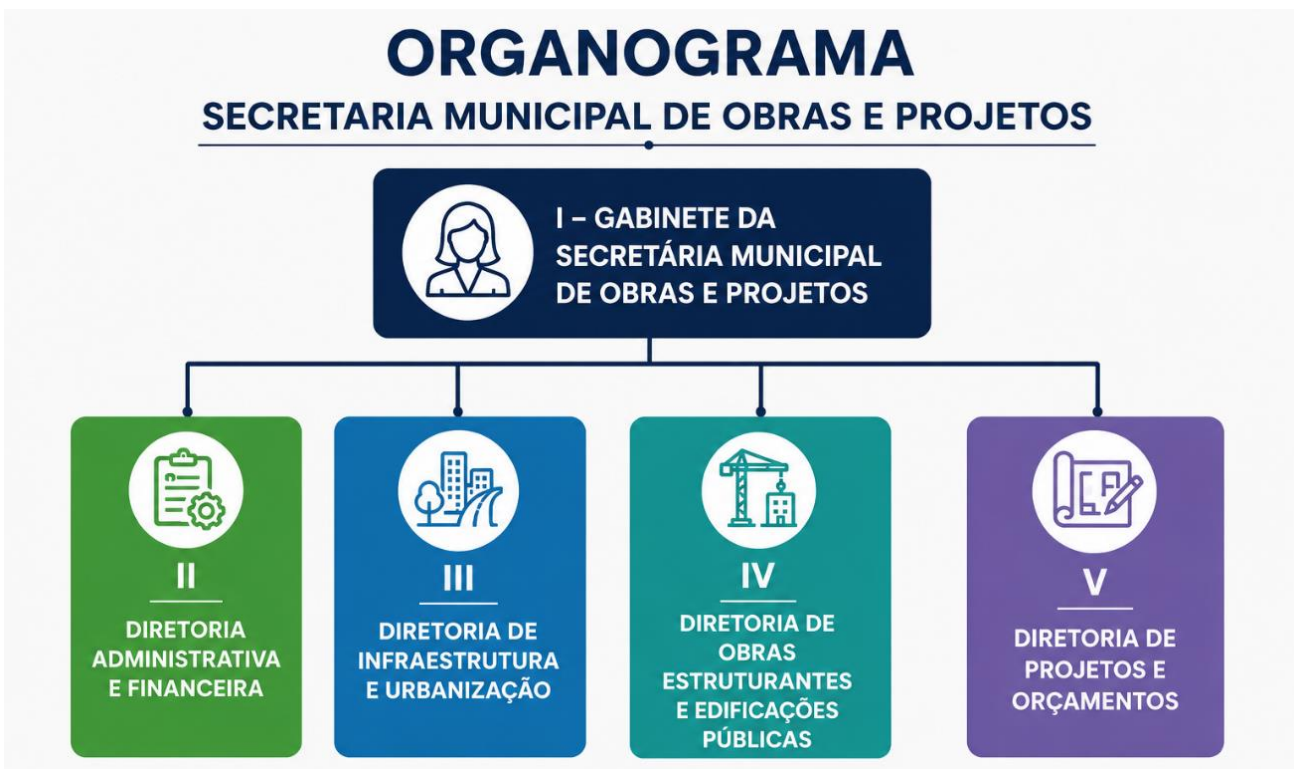 ORGANOGRAMA
SECRETARIA MUNICIPAL DE OBRAS E PROJETOS
I – GABINETE DA
SECRETÁRIA MUNICIPAL
DE OBRAS E PROJETOS
II
DIRETORIA
ADMINISTRATIVA
E FINANCEIRA
III
DIRETORIA DE
INFRAESTRUTURA
E URBANIZAÇÃO
IV
DIRETORIA DE
OBRAS
ESTRUTURANTES
E EDIFICAÇÕES
PÚBLICAS
V
DIRETORIA DE
PROJETOS E
ORÇAMENTOS